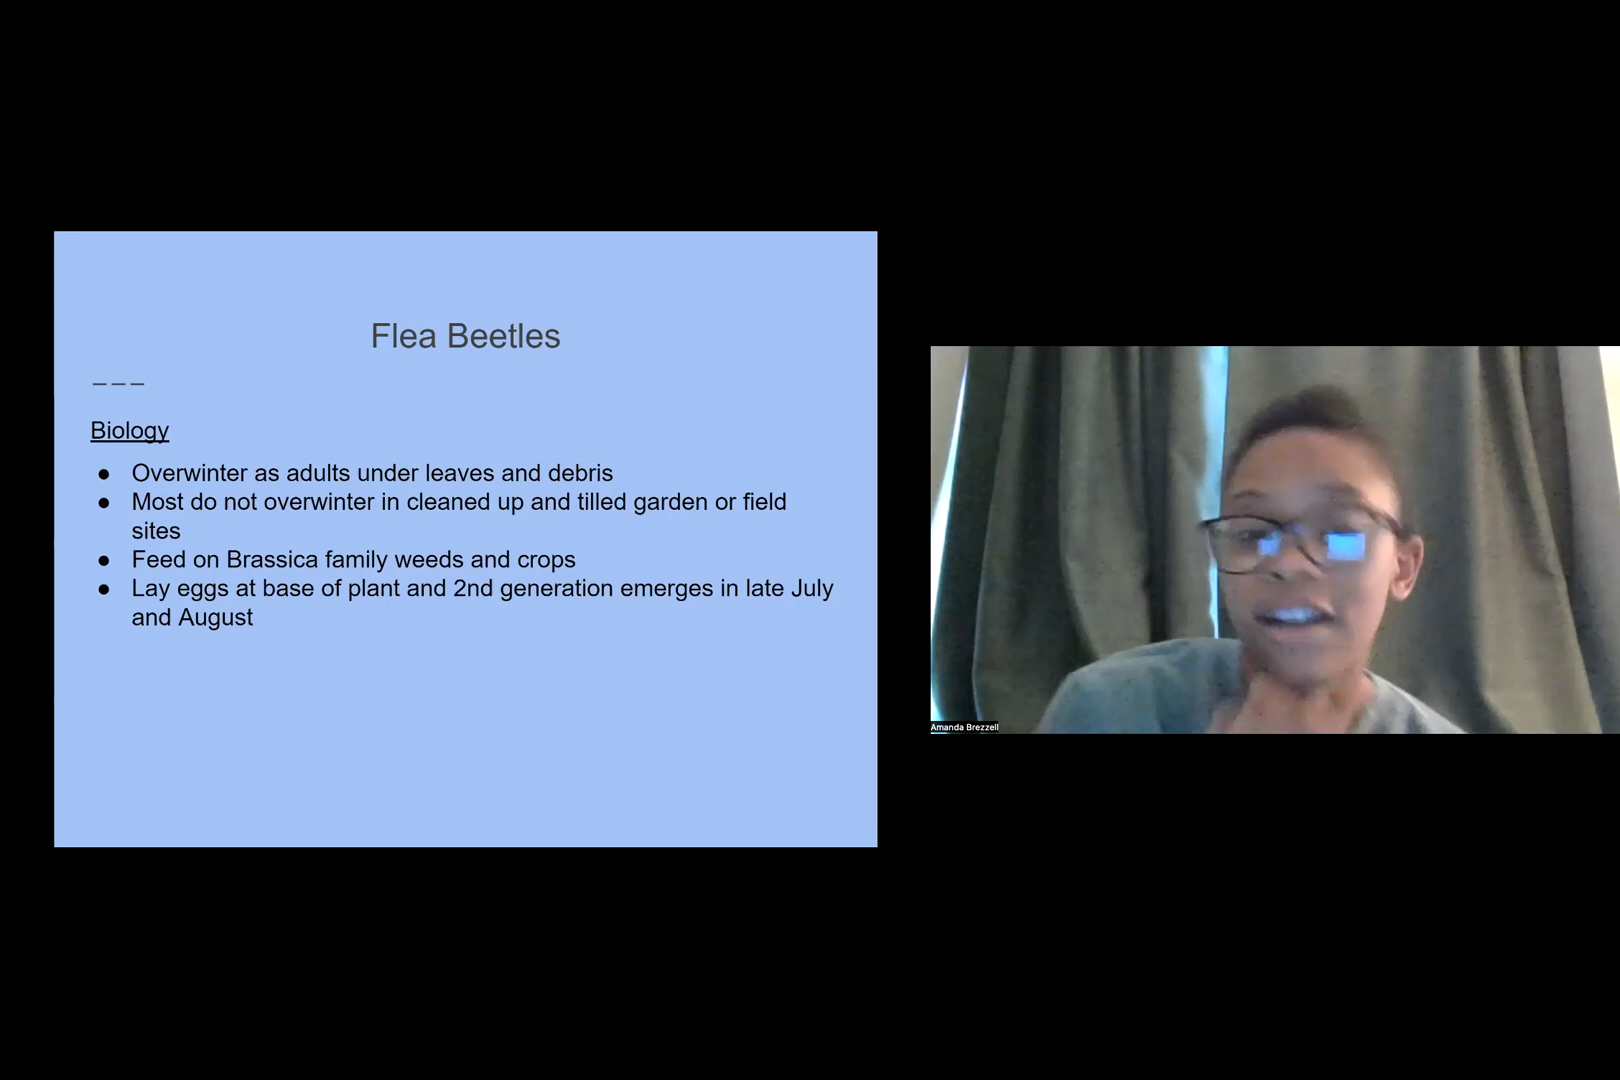 Flea Beetles
Biology
● Overwinter as adults under leaves and debris
● Most do not overwinter in cleaned up and tilled garden or field
sites
● Feed on Brassica family weeds and crops
● Lay eggs at base of plant and 2nd generation emerges in late July
and August
Amanda Brezzell